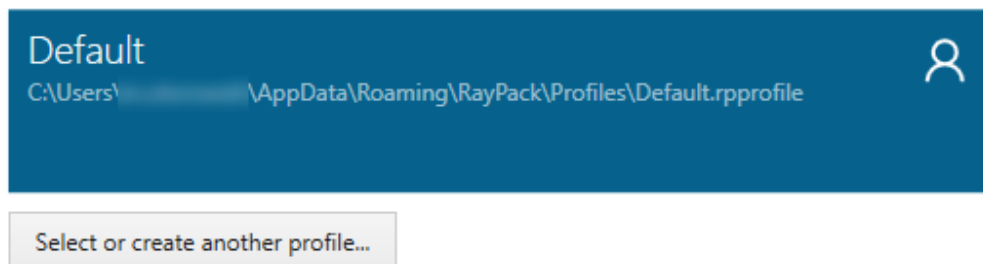 Default
C:\Users\ \AppData\Roaming\RayPack\Profiles\Default.rpprofile
Select or create another profile...